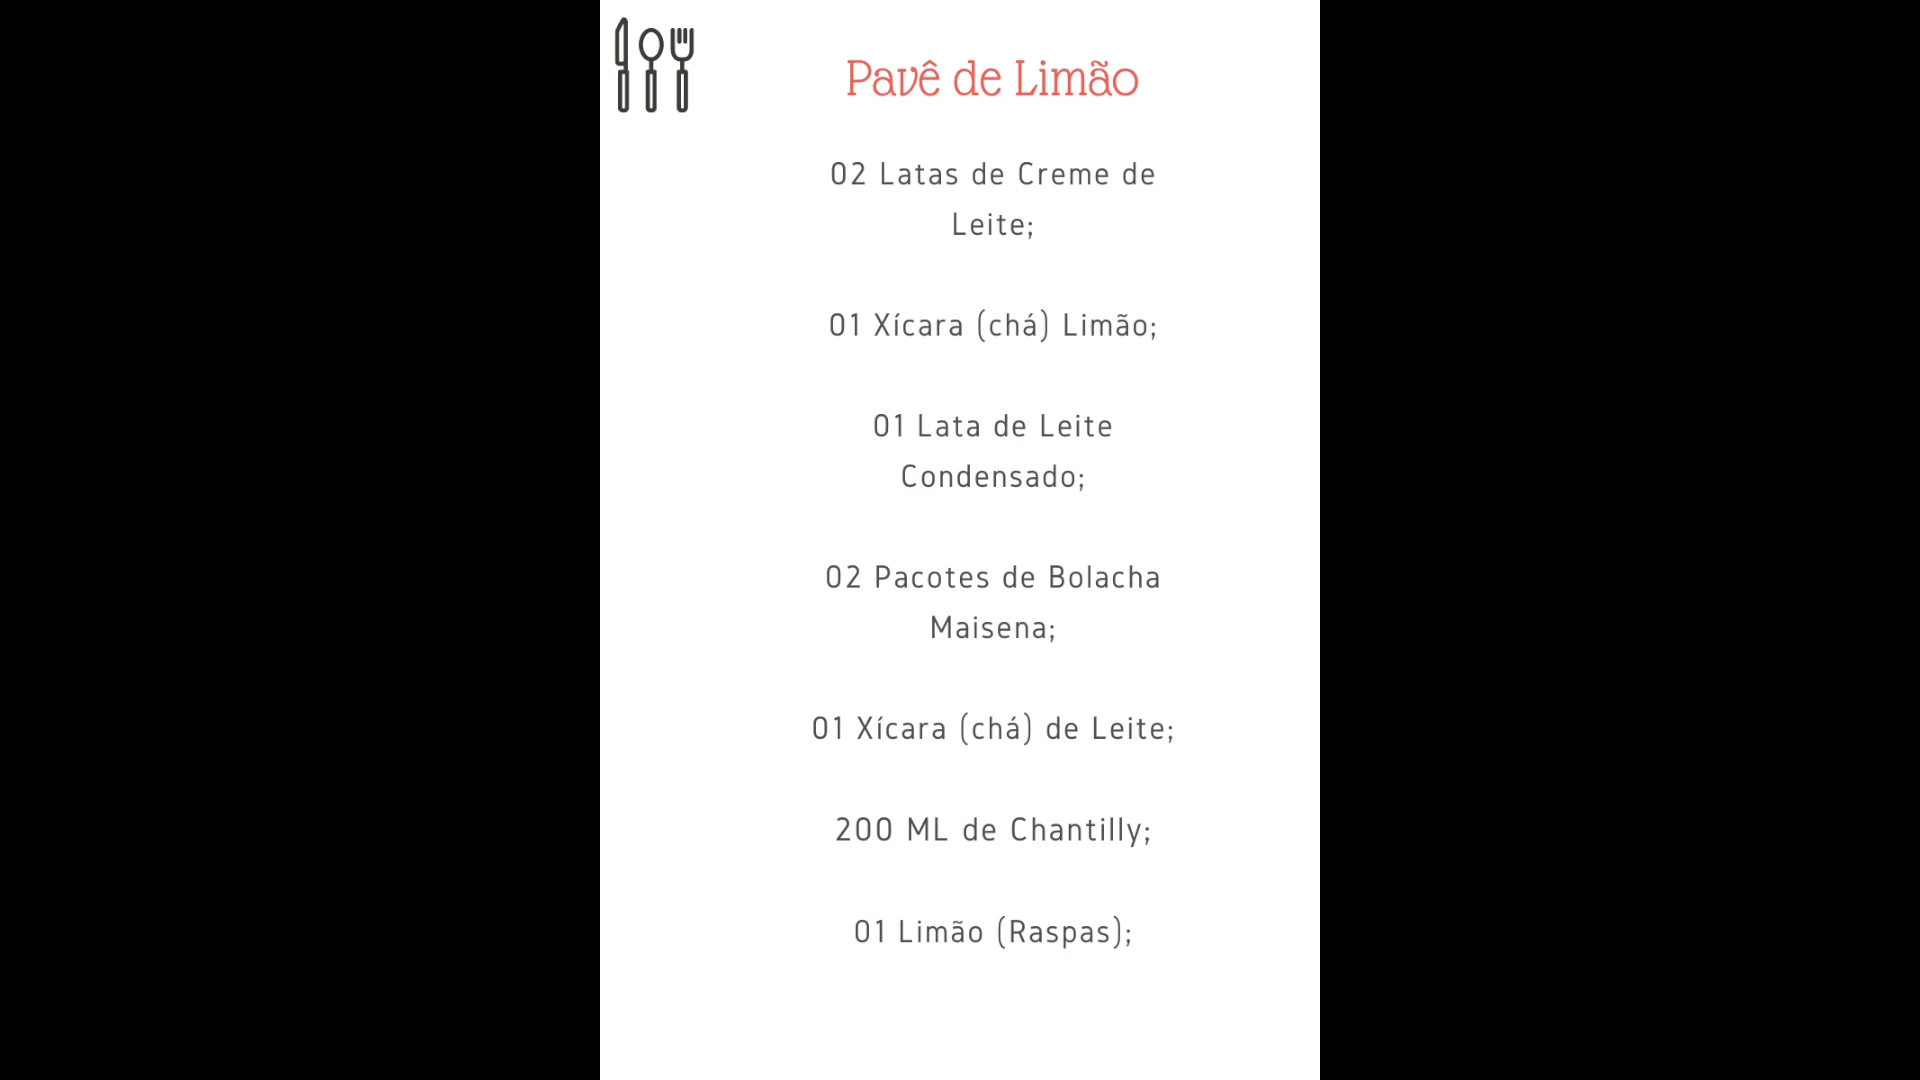 Pavê de Limão
02 Latas de Creme de
Leite;
01 Xícara (chá) Limão;
01 Lata de Leite
Condensado;
02 Pacotes de Bolacha
Maisena;
01 Xícara (chá) de Leite;
200 ML de Chantilly;
01 Limão (Raspas);